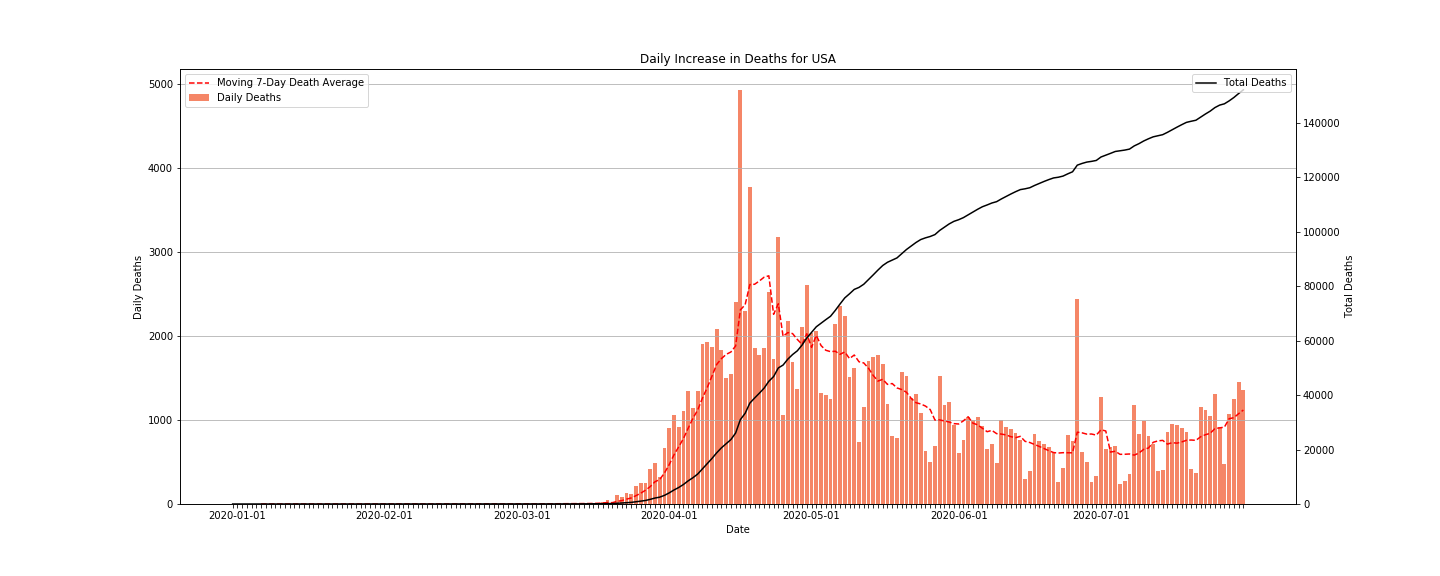 Daily Increase in Deaths for USA
Moving 7-Day Death Average
Daily Deaths
Total Deaths
5000
4000
3000
2000
1000
0
Daily Deaths
140000
120000
100000
80000
60000
40000
20000
0
Total Deaths
2020-01-01 2020-02-01 2020-03-01 2020-04-01 2020-05-01 2020-06-01 2020-07-01
Date